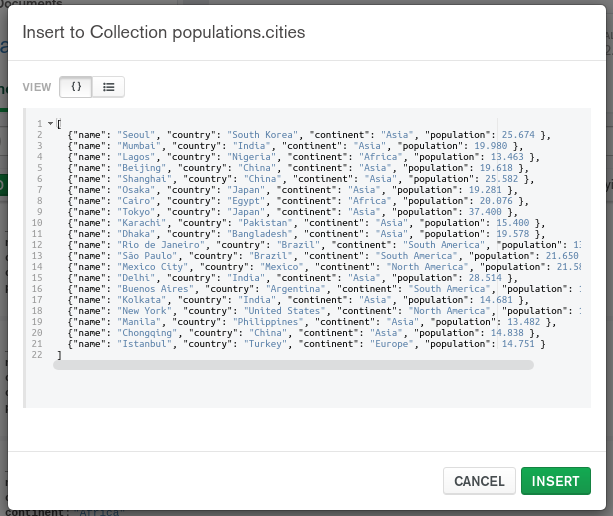 Documents
Insert to Collection populations.cities
VIEW {}
1 [
2 {"name": "Seoul", "country": "South Korea", "continent": "Asia", "population": 25.674 },
3 {"name": "Mumbai", "country": "India", "continent": "Asia", "population": 19.980 },
4 {"name": "Lagos", "country": "Nigeria", "continent": "Africa", "population": 13.463 },
5 {"name": "Beijing", "country": "China", "continent": "Asia", "population": 19.618 },
6 {"name": "Shanghai", "country": "China", "continent": "Asia", "population": 25.582 },
7 {"name": "Osaka", "country": "Japan", "continent": "Asia", "population": 19.281 },
8 {"name": "Cairo", "country": "Egypt", "continent": "Africa", "population": 20.076 },
9 {"name": "Tokyo", "country": "Japan", "continent": "Asia", "population": 37.400 },
10 {"name": "Karachi", "country": "Pakistan", "continent": "Asia", "population": 15.400 },
11 {"name": "Dhaka", "country": "Bangladesh", "continent": "Asia", "population": 19.578 },
12 {"name": "Rio de Janeiro", "country": "Brazil", "continent": "South America", "population":
13 {"name": "São Paulo", "country": "Brazil", "continent": "South America", "population": 21.650
14 {"name": "Mexico City", "country": "Mexico", "continent": "North America", "population": 21.58
15 {"name": "Delhi", "country": "India", "continent": "Asia", "population": 28.514 },
16 {"name": "Buenos Aires", "country": "Argentina", "continent": "South America", "population":
17 {"name": "Kolkata", "country": "India", "continent": "Asia", "population": 14.681 },
18 {"name": "New York", "country": "United States", "continent": "North America", "population":
19 {"name": "Manila", "country": "Philippines", "continent": "Asia", "population": 13.482 },
20 {"name": "Chongqing", "country": "China", "continent": "Asia", "population": 14.838 },
21 {"name": "Istanbul", "country": "Turkey", "continent": "Europe", "population": 14.751 }
22 ]
CANCEL INSERT
continent: Africa